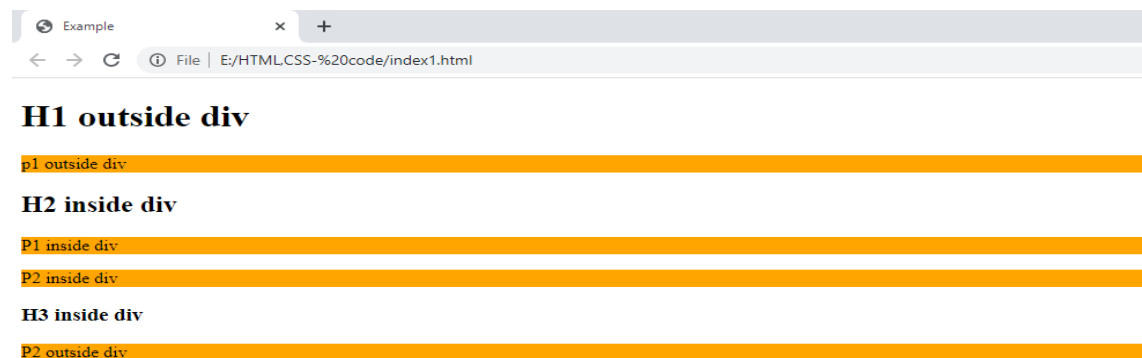 Example
File | E:/HTML,CSS-%20code/index1.html
H1 outside div
p1 outside div
H2 inside div
P1 inside div
P2 inside div
H3 inside div
P2 outside div